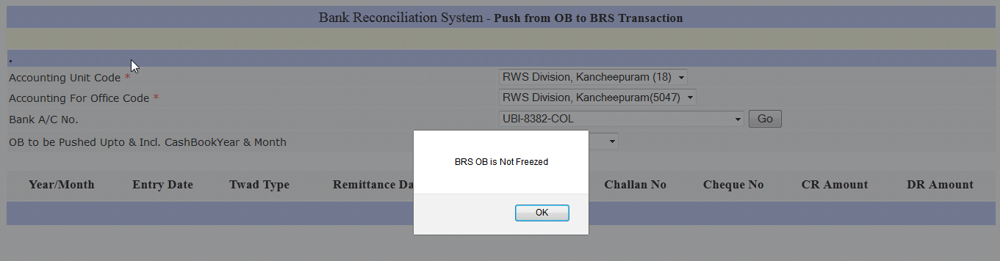 Bank Reconciliation System - Push from OB to BRS Transaction
.
Accounting Unit Code * RWS Division, Kancheepuram (18)
Accounting For Office Code * RWS Division, Kancheepuram(5047)
Bank A/C No. UBI-8382-COL Go
OB to be Pushed Upto & Incl. CashBookYear & Month
BRS OB is Not Freezed
Year/Month Entry Date Twad Type Remittance Da Challan No Cheque No CR Amount DR Amount
OK